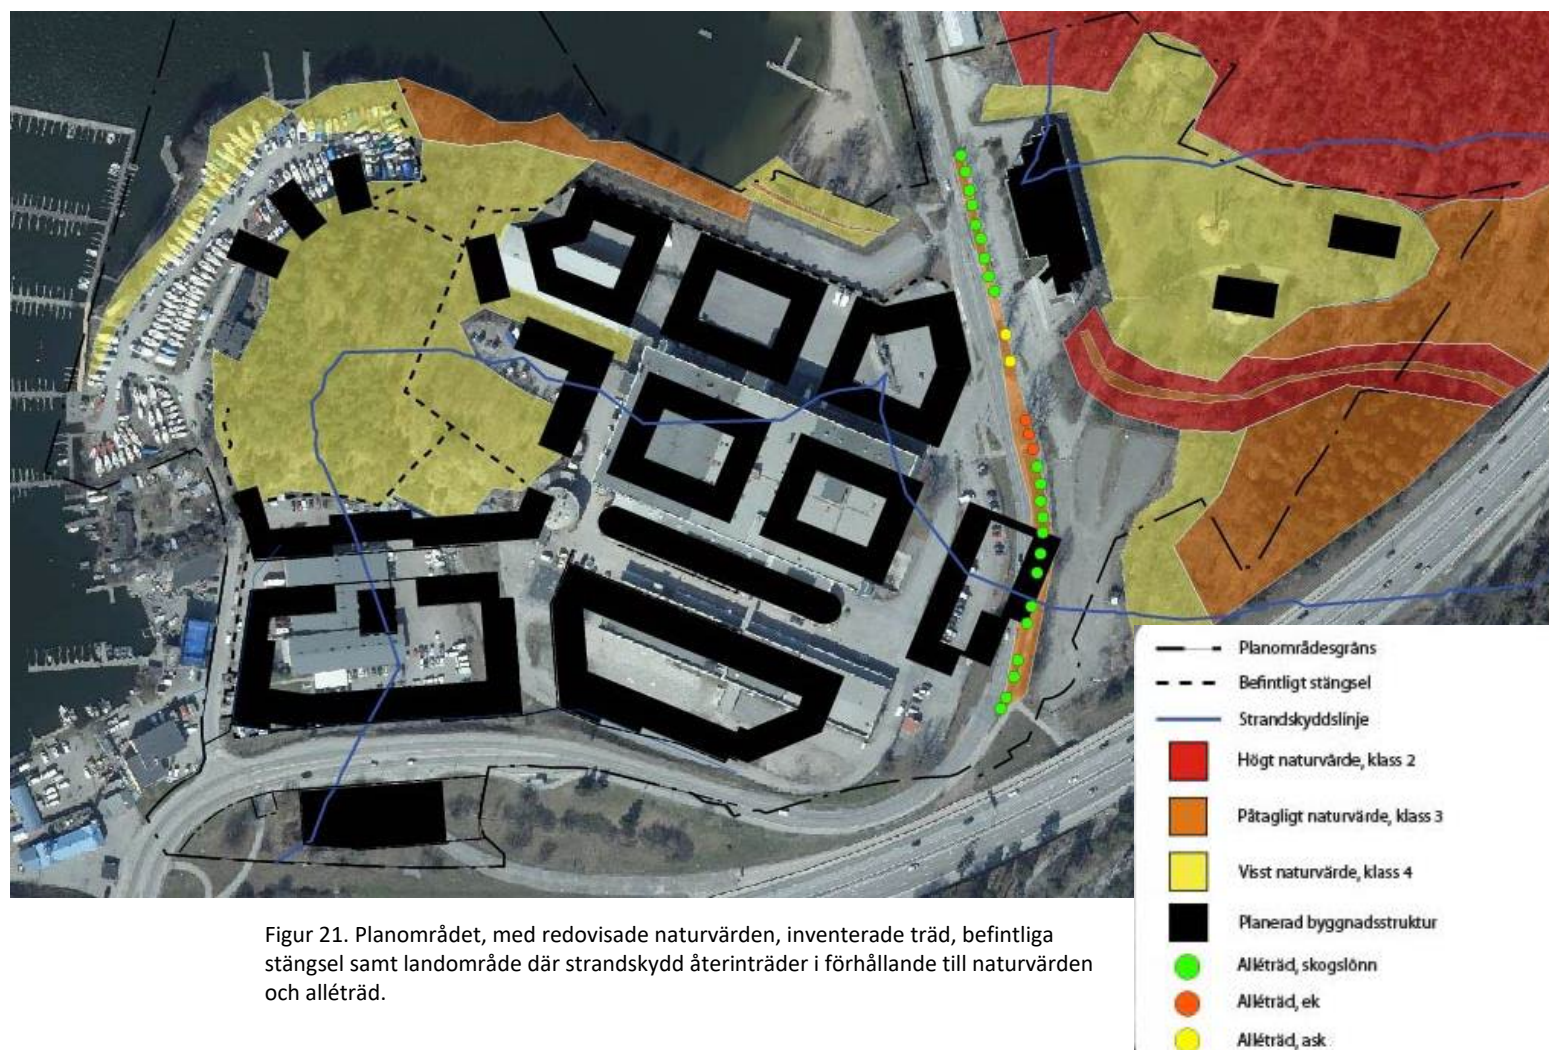 Planområdesgräns
Befintligt stängsel
Strandskyddslinje
Högt naturvärde, klass 2
Påtagligt naturvärde, klass 3
Visst naturvärde, klass 4
Planerad byggnadsstruktur
Alléträd, skogslönn
Alléträd, ek
Alléträd, ask
Figur 21. Planområdet, med redovisade naturvärden, inventerade träd, befintliga
stängsel samt landområde där strandskydd återinträder i förhållande till naturvärden
och alléträd.